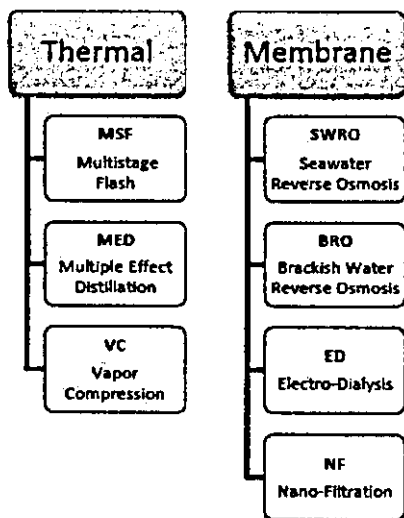 Thermal
MSF
Multistage
Flash
MED
Multiple Effect
Distillation
VC
Vapor
Compression
Membrane
SWRO
Seawater
Reverse Osmosis
BRO
Brackish Water
Reverse Osmosis
ED
Electro-Dialysis
NF
Nano-Filtration